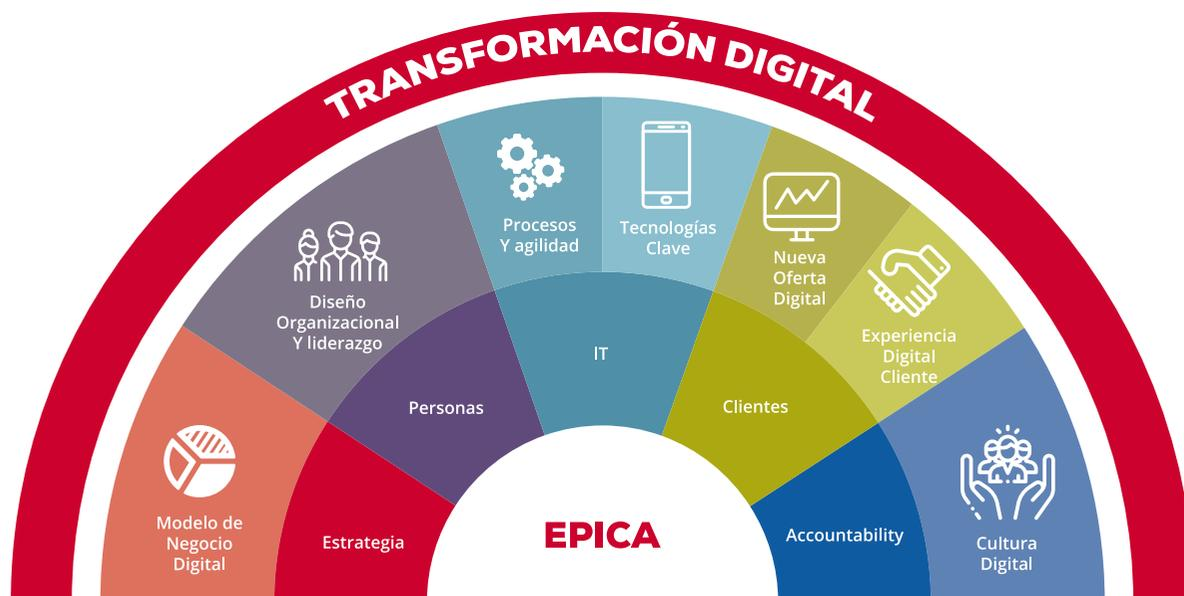 TRANSFORMACIÓN DIGITAL
Procesos
Y agilidad
Tecnologías
Clave
Nueva
Oferta
Digital
Diseño
Organizacional
Y liderazgo
Experiencia
Digital
Cliente
IT
Personas
Clientes
Modelo de
Negocio
Digital
Estrategia
EPICA
Accountability
Cultura
Digital